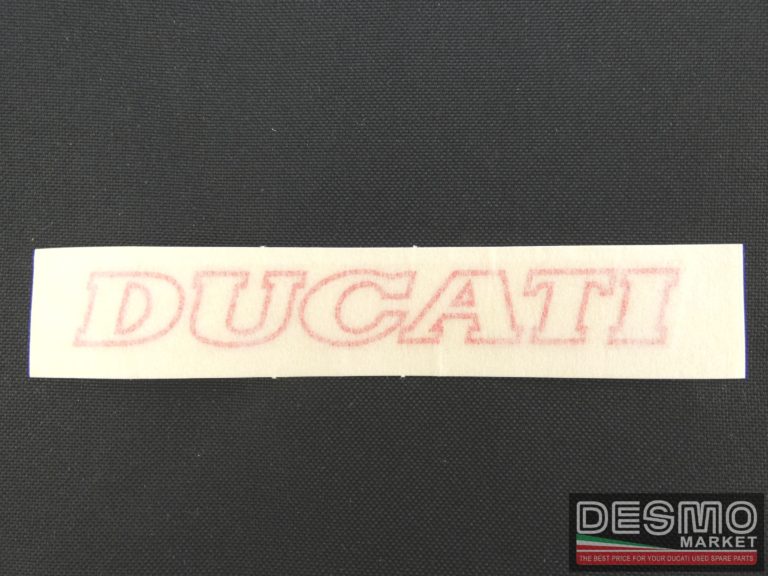 DUCATI
DESMO
MARKET
THE BEST PRICE FOR YOUR DUCATI USED SPARE PARTS